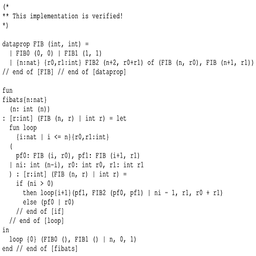 (*
** This implementation is verified!
*)
dataprop FIB (int, int) =
| FIB0 (0, 0) | FIB1 (1, 1)
| {n:nat} {r0,r1:int} FIB2 (n+2, r0+r1) of (FIB (n, r0), FIB (n+1, r1))
// end of [FIB] // end of [dataprop]
fun
fibats{n:nat}
(n: int (n))
: [r:int] (FIB (n, r) | int r) = let
fun loop
{i:nat | i <= n}{r0,r1:int}
(
pf0: FIB (i, r0), pf1: FIB (i+1, r1)
| ni: int (n-i), r0: int r0, r1: int r1
) : [r:int] (FIB (n, r) | int r) =
if (ni > 0)
then loop{i+1}(pf1, FIB2 (pf0, pf1) | ni - 1, r1, r0 + r1)
else (pf0 | r0)
// end of [if]
// end of [loop]
in
loop {0} (FIB0 (), FIB1 () | n, 0, 1)
end // end of [fibats]